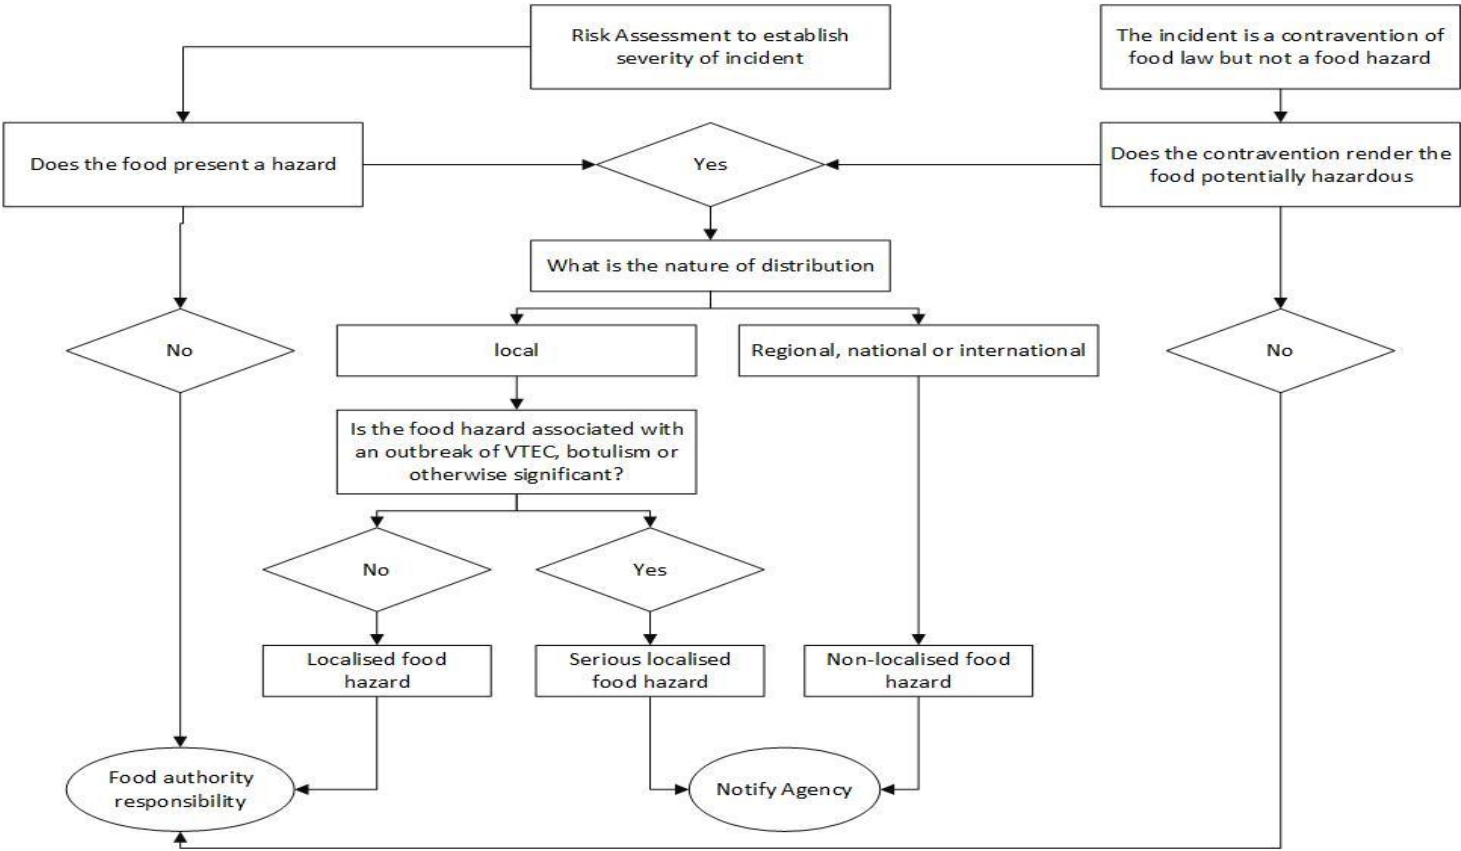 Risk Assessment to establish
severity of incident
The incident is a contravention of
food law but not a food hazard
Does the food present a hazard
Yes
Does the contravention render the
food potentially hazardous
What is the nature of distribution
No
local
Regional, national or international
No
Is the food hazard associated with
an outbreak of VTEC, botulism or
otherwise significant?
No
Yes
Localised food
hazard
Serious localised
food hazard
Non-localised food
hazard
Food authority
responsibility
Notify Agency